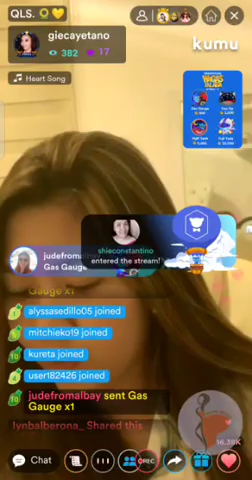 QLS.
giecayetano
382 17
kumu
Heart Song
shieconstantino
entered the stream!
judefromalbay
Gas Gauge
Gauge x1
alyssasedillo05 joined
mitchieko19 joined
kureta joined
user182426 joined
judefromalbay sent Gas
Gauge x1
lynbalberona_ Shared this
16.39K
Chat
REC